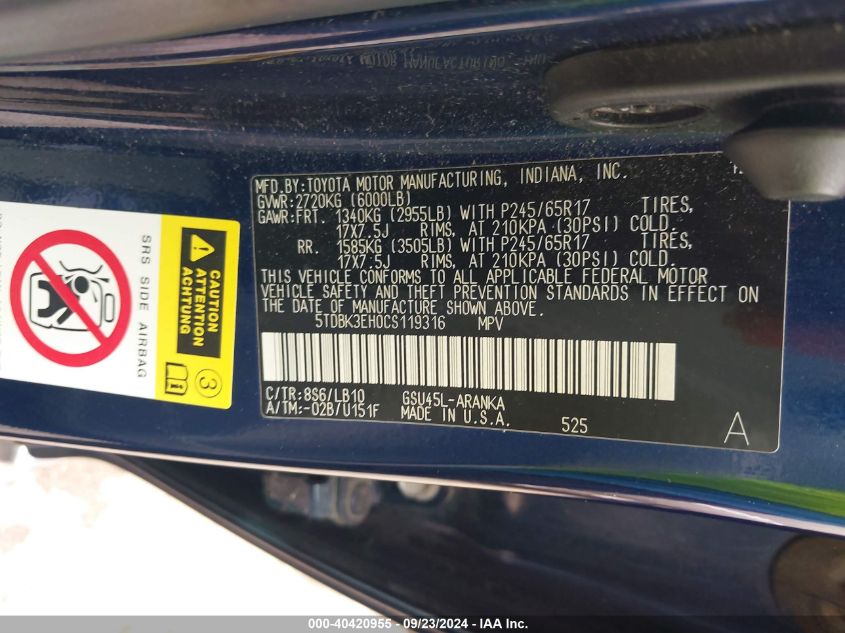 MFD.BY:TOYOTA MOTOR MANUFACTURING, INDIANA, INC.
GVWR:2720KG (6000LB)
GAWR:FRT. 1340KG (2955LB) WITH P245/65R17 TIRES,
17X7.5J RIMS, AT 210KPA (30PSI) COLD.
RR. 1585KG (3505LB) WITH P245/65R17 TIRES,
17X7.5J RIMS, AT 210KPA (30PSI) COLD.
THIS VEHICLE CONFORMS TO ALL APPLICABLE FEDERAL MOTOR
VEHICLE SAFETY AND THEFT PREVENTION STANDARDS IN EFFECT ON
THE DATE OF MANUFACTURE SHOWN ABOVE.
5TDBK3EH0CS119316 MPV
C/TR:8S6/LB10 GSU45L-ARANKA
A/TM:-02B/U151F MADE IN U.S.A.
525
A
SRS SIDE AIRBAG
CAUTION
ATTENTION
ACHTUNG
3
000-40420955 - 09/23/2024 - IAA Inc.